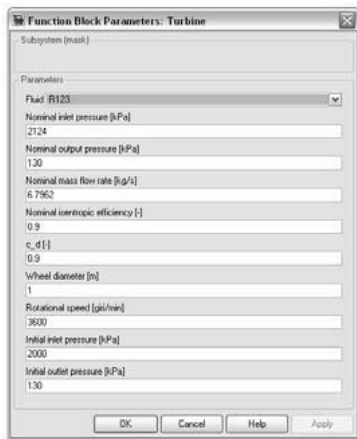 Function Block Parameters: Turbine
Subsystem (mask)
Parameters
Fluid R123
Nominal inlet pressure [kPa]
2124
Nominal output pressure [kPa]
130
Nominal mass flow rate [kg/s]
6.7962
Nominal isentropic efficiency [-]
0.9
c_d [-]
0.9
Wheel diameter [m]
1
Rotational speed [giri/min]
3600
Initial inlet pressure [kPa]
2000
Initial outlet pressure [kPa]
130
OK Cancel Help Apply